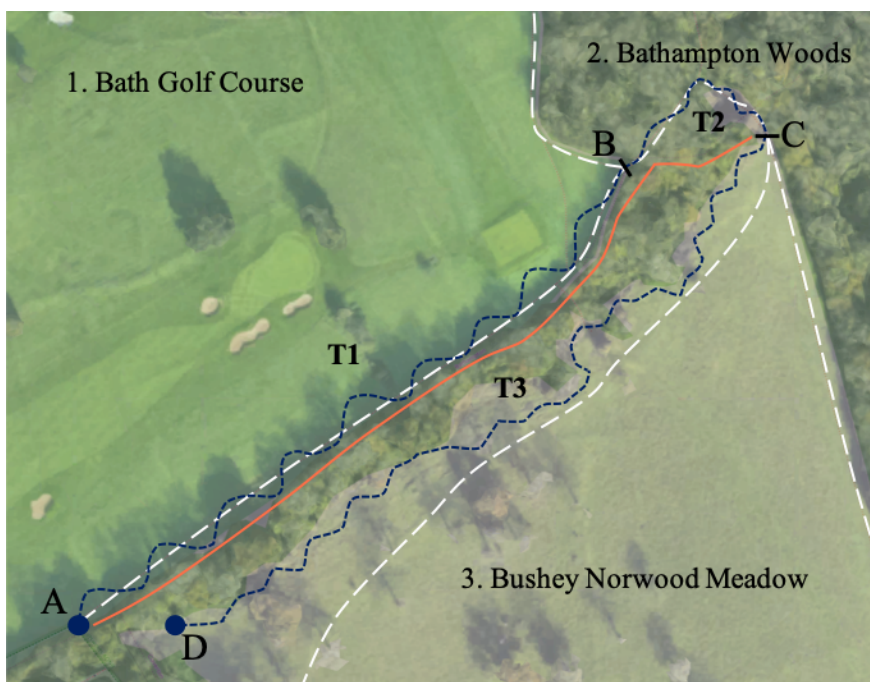 2. Bathampton Woods
1. Bath Golf Course
T2
B
C
T1
T3
3. Bushey Norwood Meadow
A
D